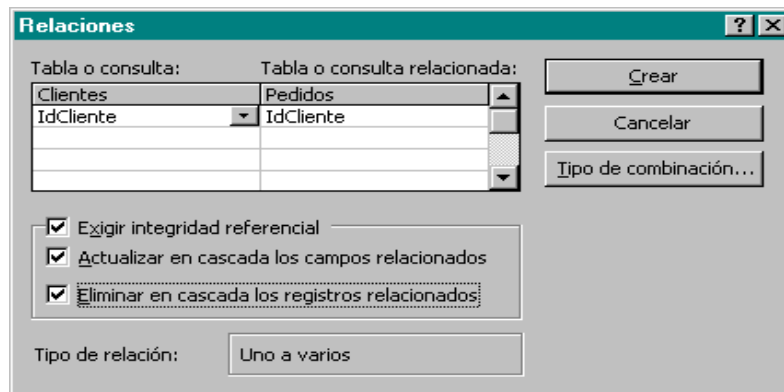 Relaciones
Tabla o consulta: Tabla o consulta relacionada:
Clientes Pedidos
IdCliente IdCliente
Crear
Cancelar
Tipo de combinación...
Exigir integridad referencial
Actualizar en cascada los campos relacionados
Eliminar en cascada los registros relacionados
Tipo de relación: Uno a varios